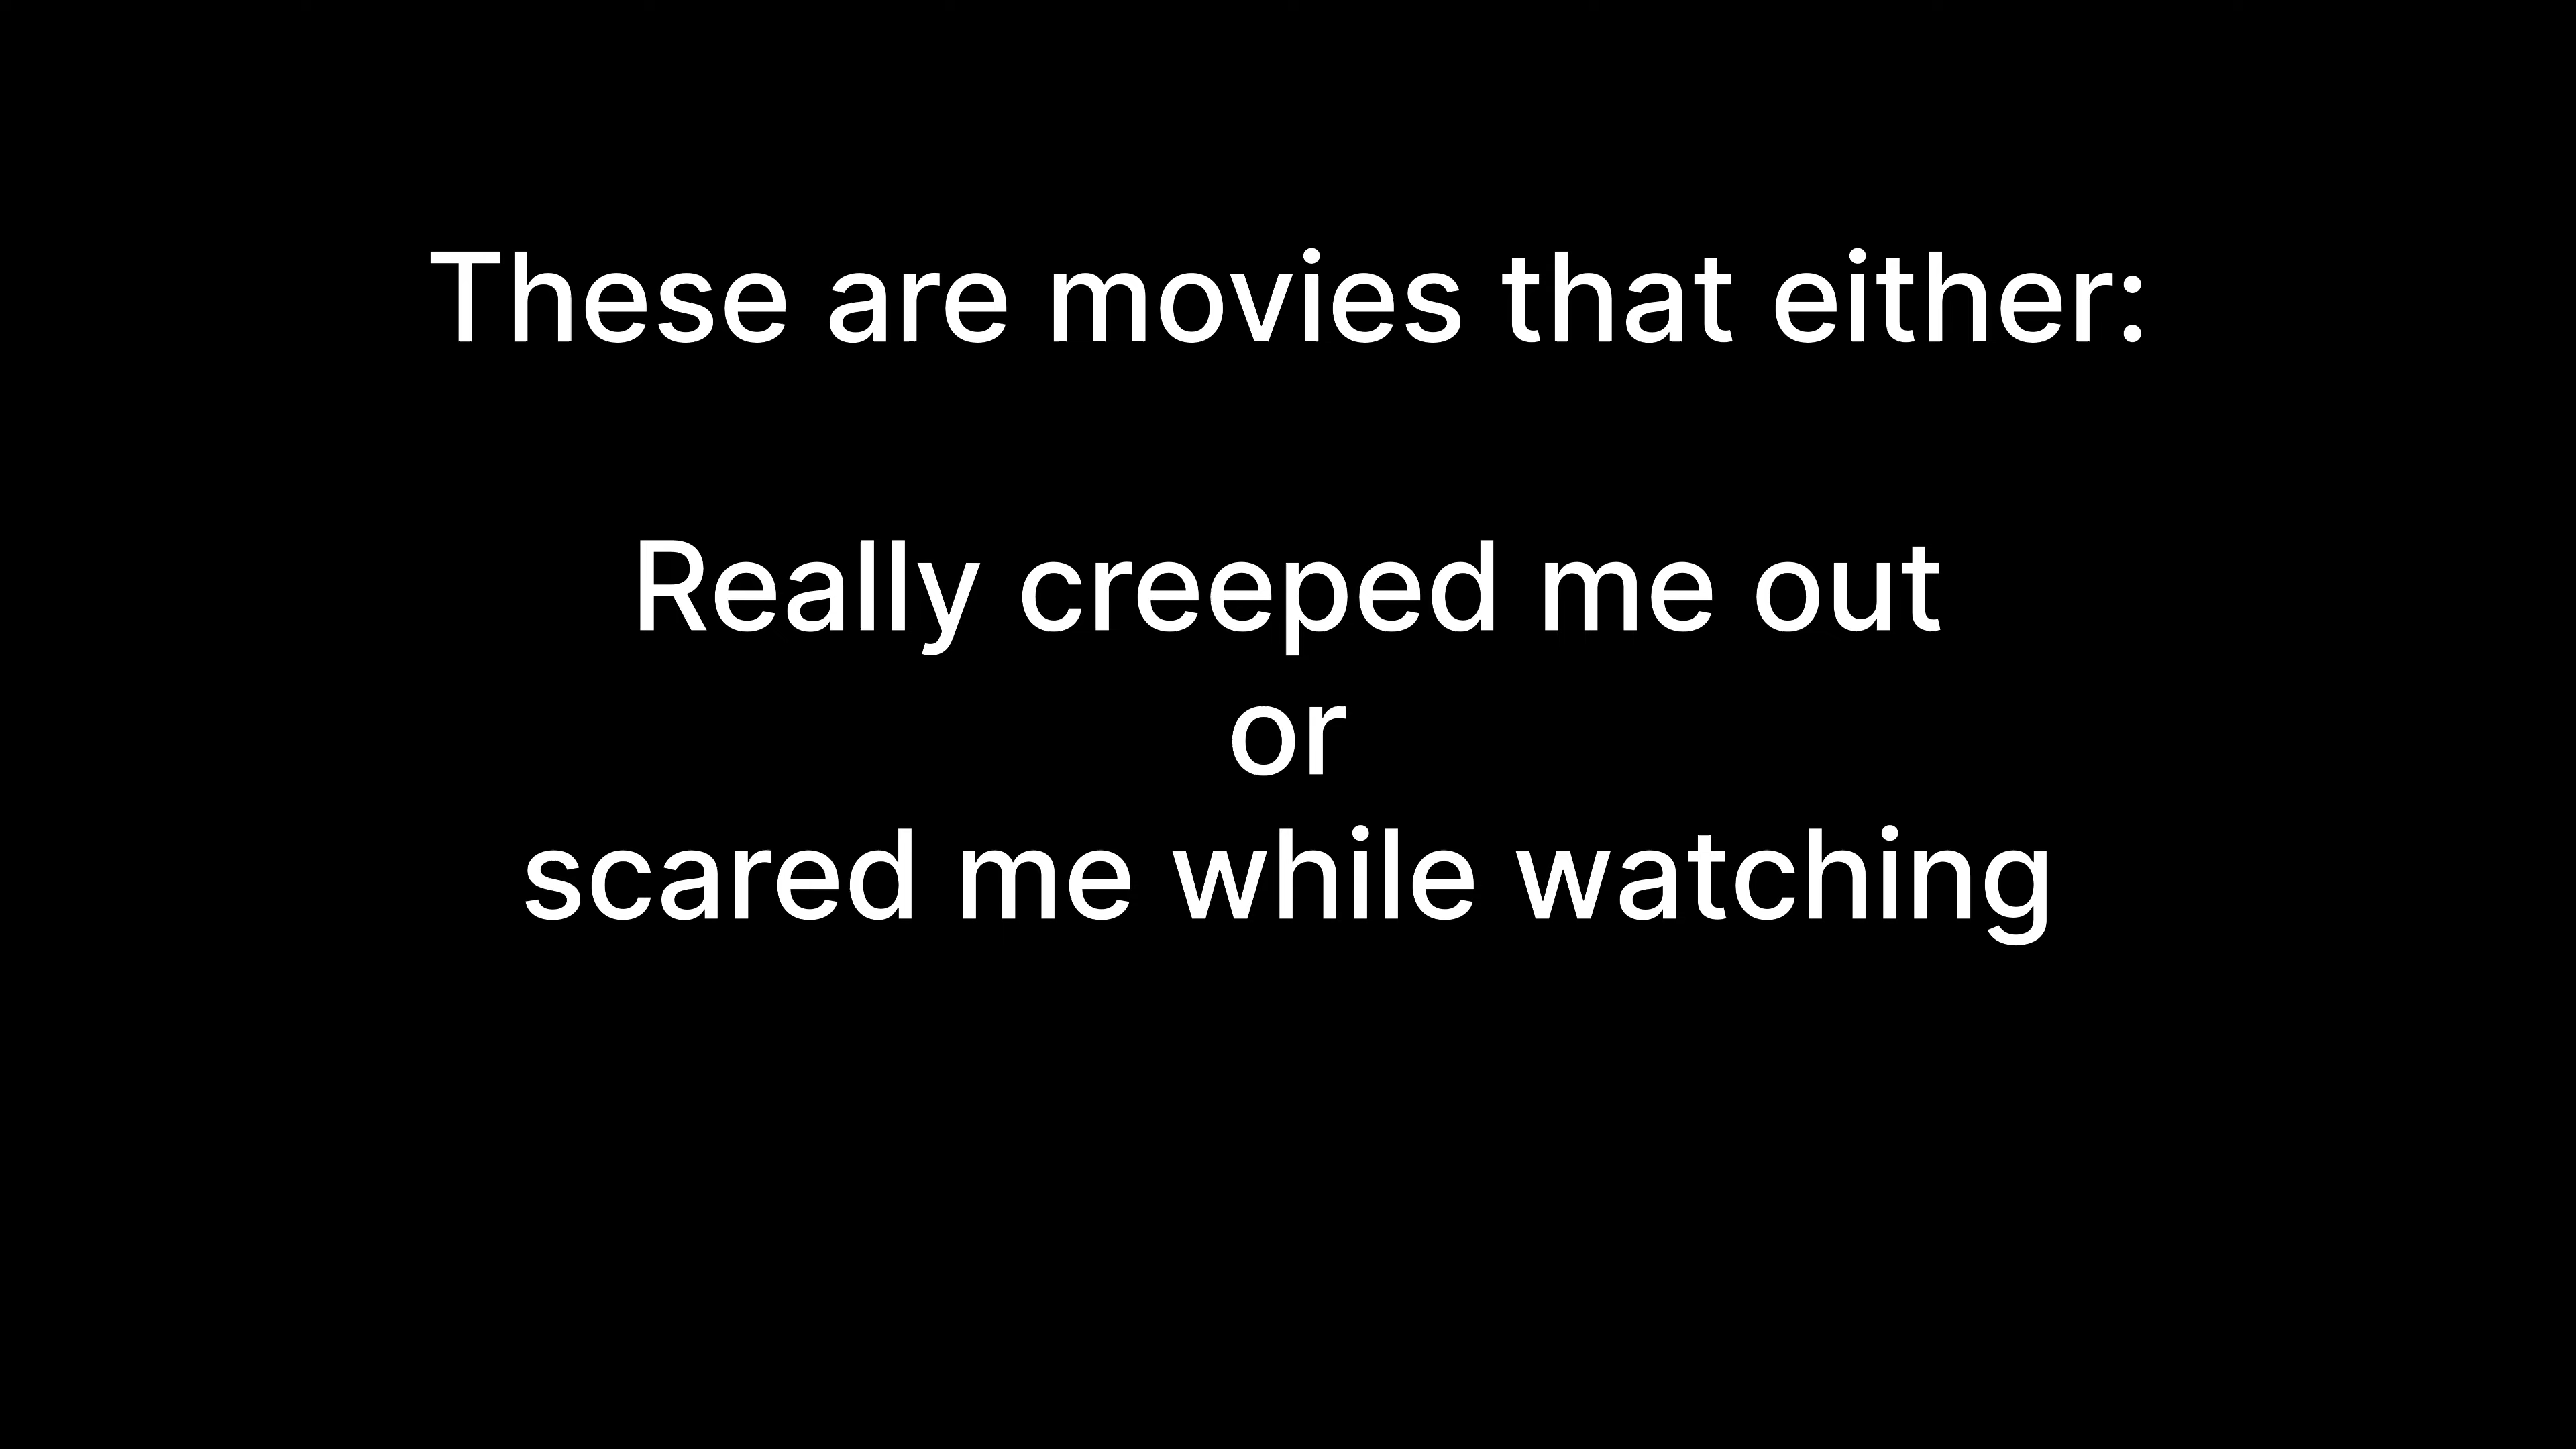 These are movies that either:
Really creeped me out
or
scared me while watching